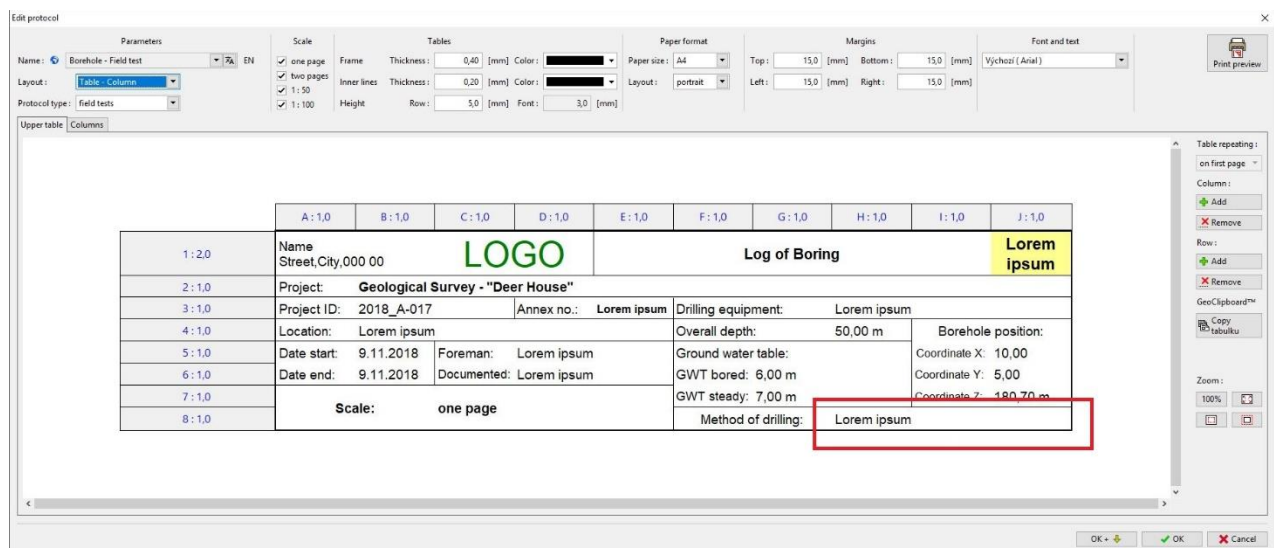 Edit protocol
Parameters Scale Tables Paper format Margins Font and text
Name : Borehole - Field test EN one page Frame Thickness : 0,40 [mm] Color : Paper size : A4 Top : 15,0 [mm] Bottom : 15,0 [mm] Výchozí ( Arial ) Print preview
Layout : Table - Column two pages Inner lines Thickness : 0,20 [mm] Color : Layout : portrait Left : 15,0 [mm] Right : 15,0 [mm]
1 : 50
Protocol type : field tests 1 : 100 Height Row : 5,0 [mm] Font : 3,0 [mm]
Upper table Columns
Table repeating :
on first page
Column :
Add
Remove
Row :
Add
Remove
GeoClipboard™
Copy
tabulku
Zoom :
100%
A : 1,0 B : 1,0 C : 1,0 D : 1,0 E : 1,0 F : 1,0 G : 1,0 H : 1,0 I : 1,0 J : 1,0
1 : 2,0 Name LOGO Log of Boring Lorem
Street,City,000 00 ipsum
2 : 1,0 Project: Geological Survey - "Deer House"
3 : 1,0 Project ID: 2018_A-017 Annex no.: Lorem ipsum Drilling equipment: Lorem ipsum
4 : 1,0 Location: Lorem ipsum Overall depth: 50,00 m Borehole position:
5 : 1,0 Date start: 9.11.2018 Foreman: Lorem ipsum Ground water table: Coordinate X: 10,00
6 : 1,0 Date end: 9.11.2018 Documented: Lorem ipsum GWT bored: 6,00 m Coordinate Y: 5,00
7 : 1,0 GWT steady: 7,00 m Coordinate Z: 180,70 m
Scale: one page
8 : 1,0 Method of drilling: Lorem ipsum
OK + OK Cancel